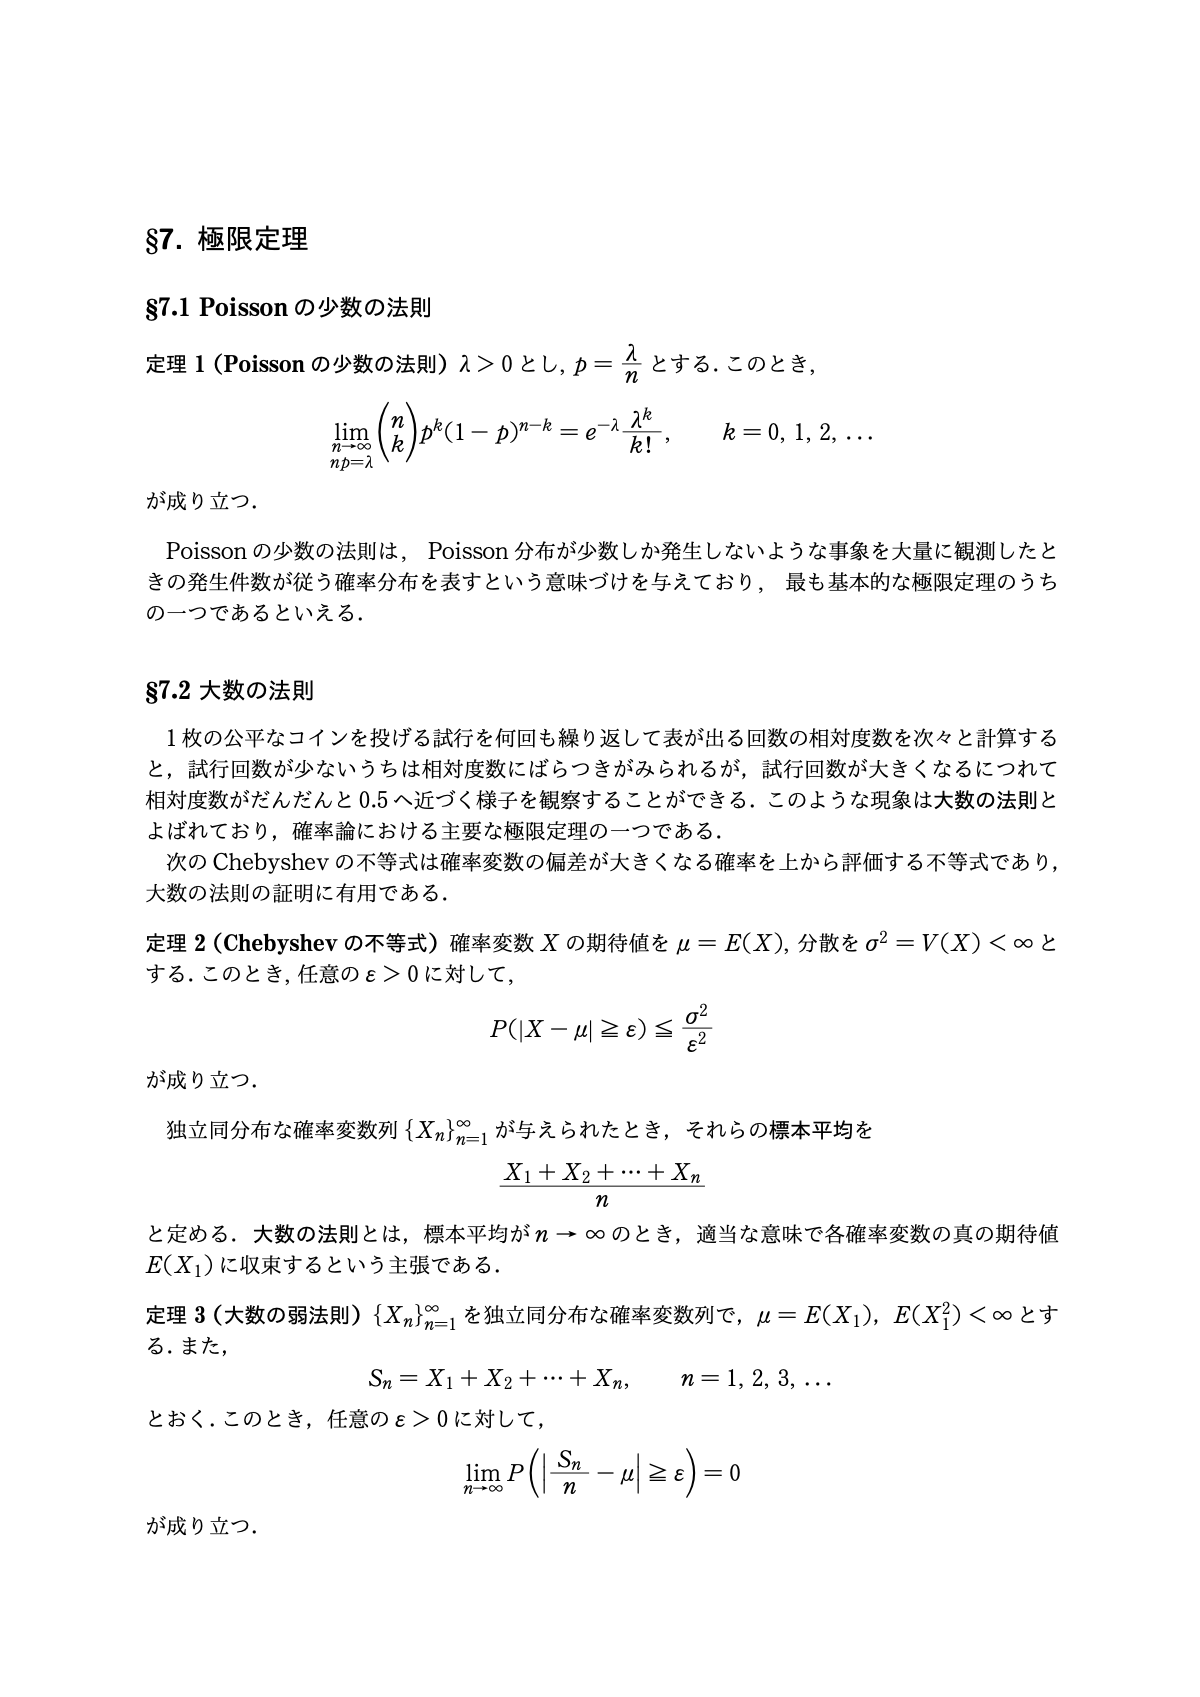 §7. 極限定理
§7.1 Poisson の少数の法則
定理 1（Poisson の少数の法則）λ > 0 とし, p = \frac{λ}{n} とする. このとき,
\lim_{\substack{n→∞ \\ np=λ}} \binom{n}{k} p^k (1 − p)^{n−k} = e^{−λ} \frac{λ^k}{k!},  k = 0, 1, 2, …
が成り立つ.
Poisson の少数の法則は， Poisson 分布が少数しか発生しないような事象を大量に観測したと
きの発生件数が従う確率分布を表すという意味づけを与えており， 最も基本的な極限定理のうち
の一つであるといえる．
§7.2 大数の法則
1 枚の公平なコインを投げる試行を何回も繰り返して表が出る回数の相対度数を次々と計算する
と，試行回数が少ないうちは相対度数にばらつきがみられるが，試行回数が大きくなるにつれて
相対度数がだんだんと 0.5 へ近づく様子を観察することができる．このような現象は大数の法則と
よばれており，確率論における主要な極限定理の一つである．
次の Chebyshev の不等式は確率変数の偏差が大きくなる確率を上から評価する不等式であり，
大数の法則の証明に有用である．
定理 2（Chebyshev の不等式）確率変数 X の期待値を μ = E(X), 分散を σ^2 = V(X) < ∞ と
する. このとき, 任意の ε > 0 に対して,
P(|X − μ| ≧ ε) ≦ \frac{σ^2}{ε^2}
が成り立つ.
独立同分布な確率変数列 {X_n}_{n=1}^∞ が与えられたとき，それらの標本平均を
\frac{X_1 + X_2 + ⋯ + X_n}{n}
と定める．大数の法則とは，標本平均が n → ∞ のとき，適当な意味で各確率変数の真の期待値
E(X_1) に収束するという主張である．
定理 3（大数の弱法則）{X_n}_{n=1}^∞ を独立同分布な確率変数列で，μ = E(X_1)，E(X_1^2) < ∞ とす
る. また,
S_n = X_1 + X_2 + ⋯ + X_n,  n = 1, 2, 3, …
とおく. このとき，任意の ε > 0 に対して,
\lim_{n→∞} P\left(\left|\frac{S_n}{n} − μ\right| ≧ ε\right) = 0
が成り立つ.